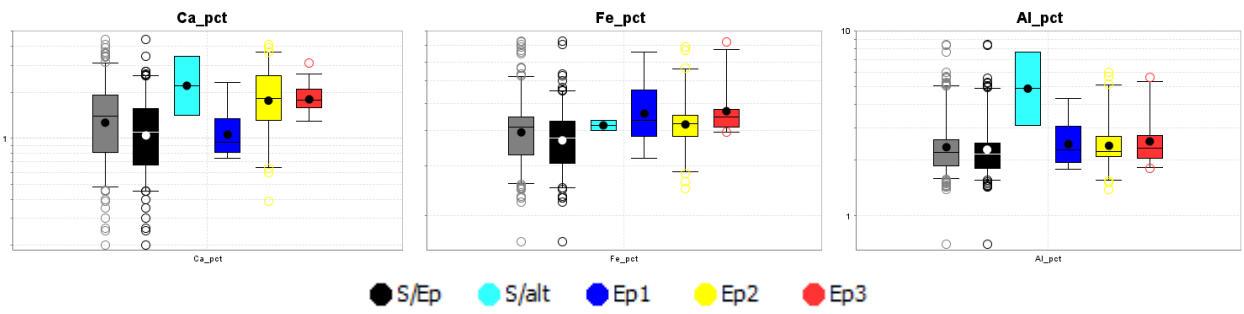 Ca_pct
Fe_pct
Al_pct
1
10
1
Ca_pct
Fe_pct
Al_pct
S/Ep
S/alt
Ep1
Ep2
Ep3